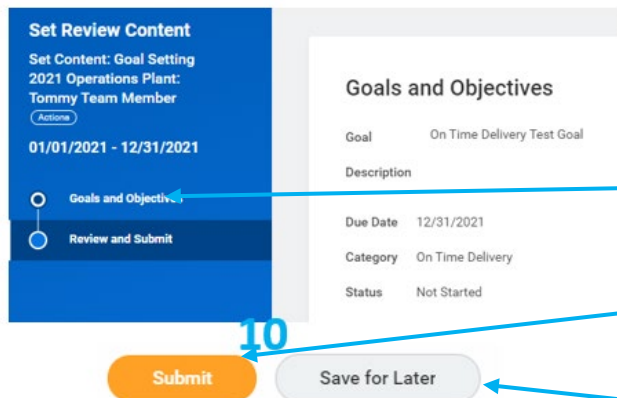 Set Review Content
Set Content: Goal Setting
2021 Operations Plant:
Tommy Team Member
Actions
01/01/2021 - 12/31/2021
Goals and Objectives
Review and Submit
Goals and Objectives
Goal On Time Delivery Test Goal
Description
Due Date 12/31/2021
Category On Time Delivery
Status Not Started
10
Submit
Save for Later